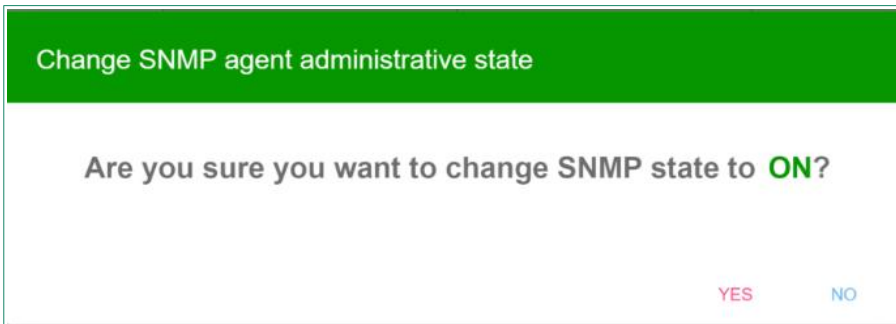 Change SNMP agent administrative state
Are you sure you want to change SNMP state to ON?
YES NO